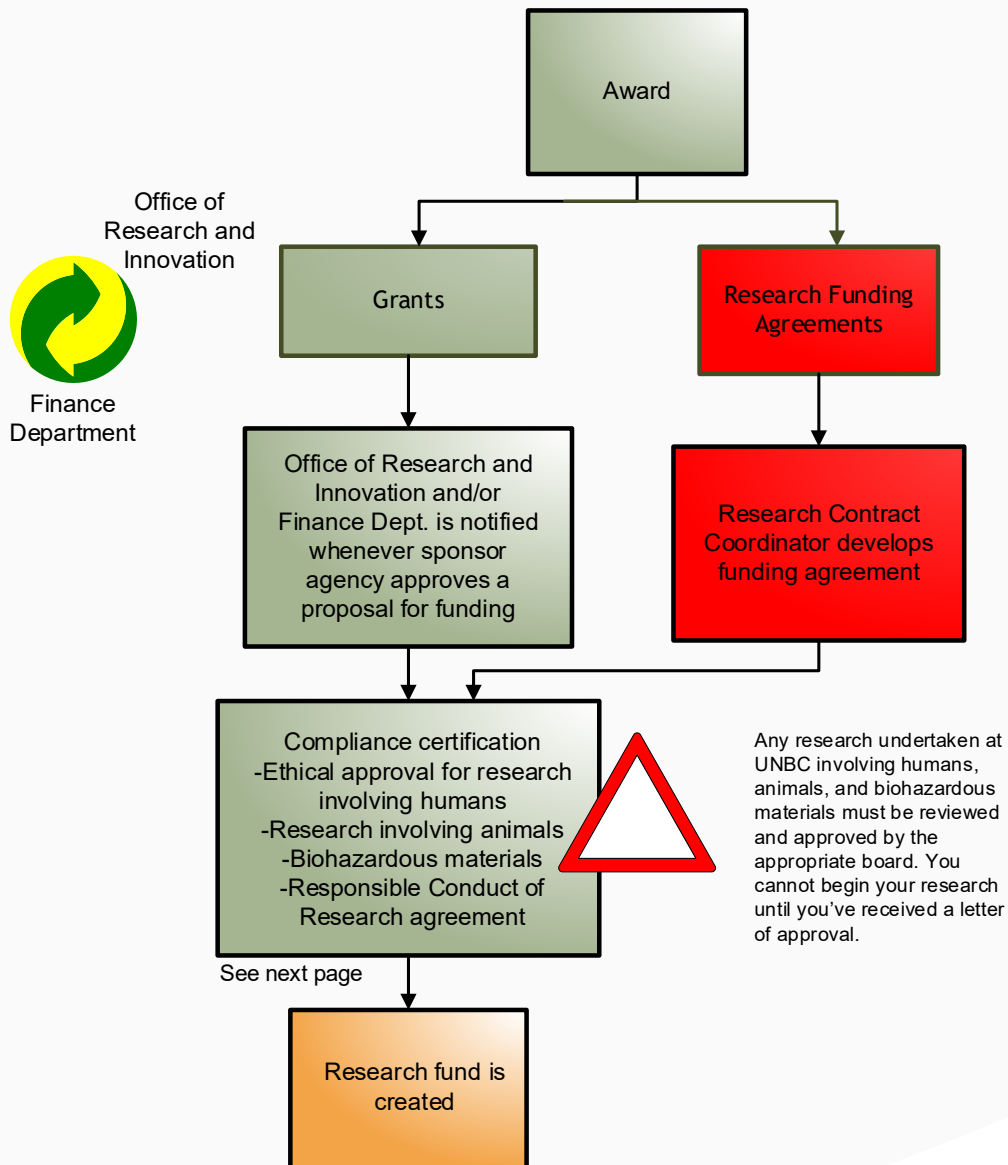 Award
Office of
Research and
Innovation
Finance
Department
Grants
Research Funding
Agreements
Office of Research and
Innovation and/or
Finance Dept. is notified
whenever sponsor
agency approves a
proposal for funding
Research Contract
Coordinator develops
funding agreement
Compliance certification
-Ethical approval for research
involving humans
-Research involving animals
-Biohazardous materials
-Responsible Conduct of
Research agreement
Any research undertaken at
UNBC involving humans,
animals, and biohazardous
materials must be reviewed
and approved by the
appropriate board. You
cannot begin your research
until you’ve received a letter
of approval.
See next page
Research fund is
created